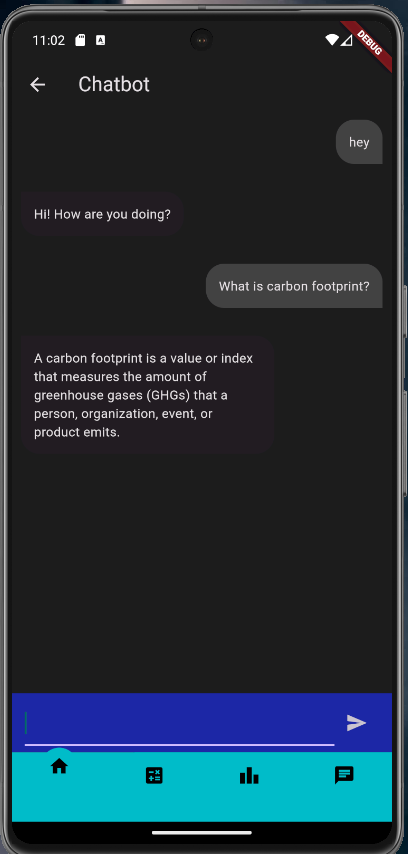 11:02
DEBUG
Chatbot
hey
Hi! How are you doing?
What is carbon footprint?
A carbon footprint is a value or index
that measures the amount of
greenhouse gases (GHGs) that a
person, organization, event, or
product emits.